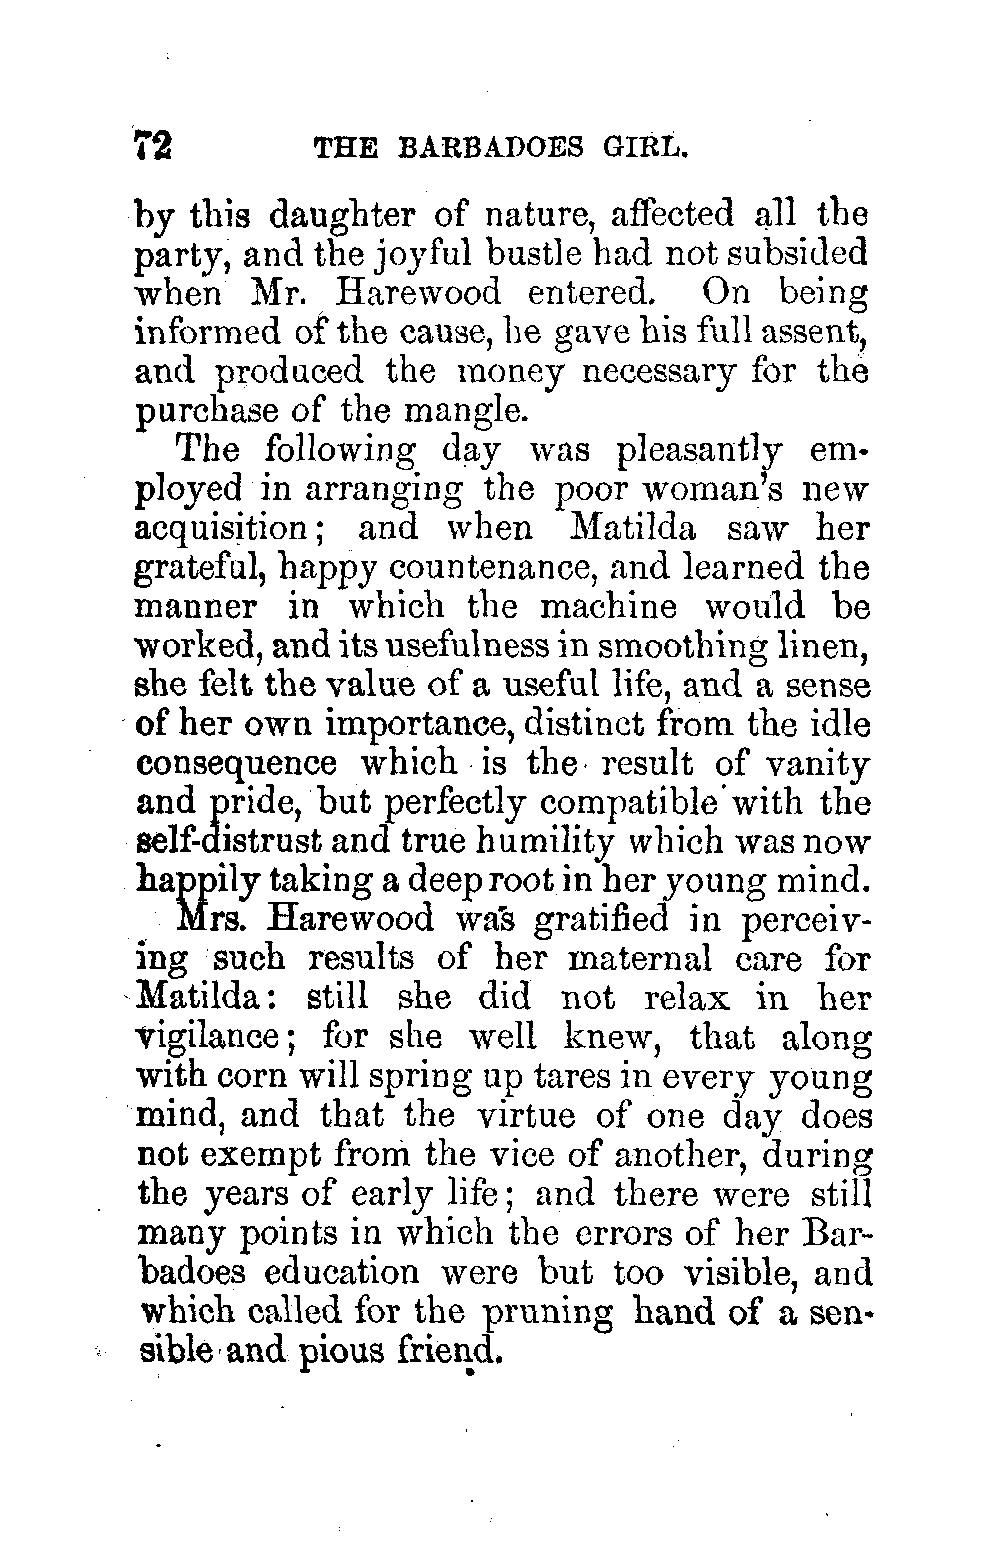 72 THE BARBADOES GIRL.
by this daughter of nature, affected all the
party, and the joyful bustle had not subsided
when Mr. Harewood entered. On being
informed of the cause, he gave his full assent,
and produced the money necessary for the
purchase of the mangle.
The following day was pleasantly em-
ployed in arranging the poor woman's new
acquisition; and when Matilda saw her
grateful, happy countenance, and learned the
manner in which the machine would be
worked, and its usefulness in smoothing linen,
she felt the value of a useful life, and a sense
of her own importance, distinct from the idle
consequence which is the result of vanity
and pride, but perfectly compatible with the
self-distrust and true humility which was now
happily taking a deep root in her young mind.
Mrs. Harewood was gratified in perceiv-
ing such results of her maternal care for
Matilda: still she did not relax in her
vigilance; for she well knew, that along
with corn will spring up tares in every young
mind, and that the virtue of one day does
not exempt from the vice of another, during
the years of early life; and there were still
many points in which the errors of her Bar-
badoes education were but too visible, and
which called for the pruning hand of a sen-
sible and pious friend.